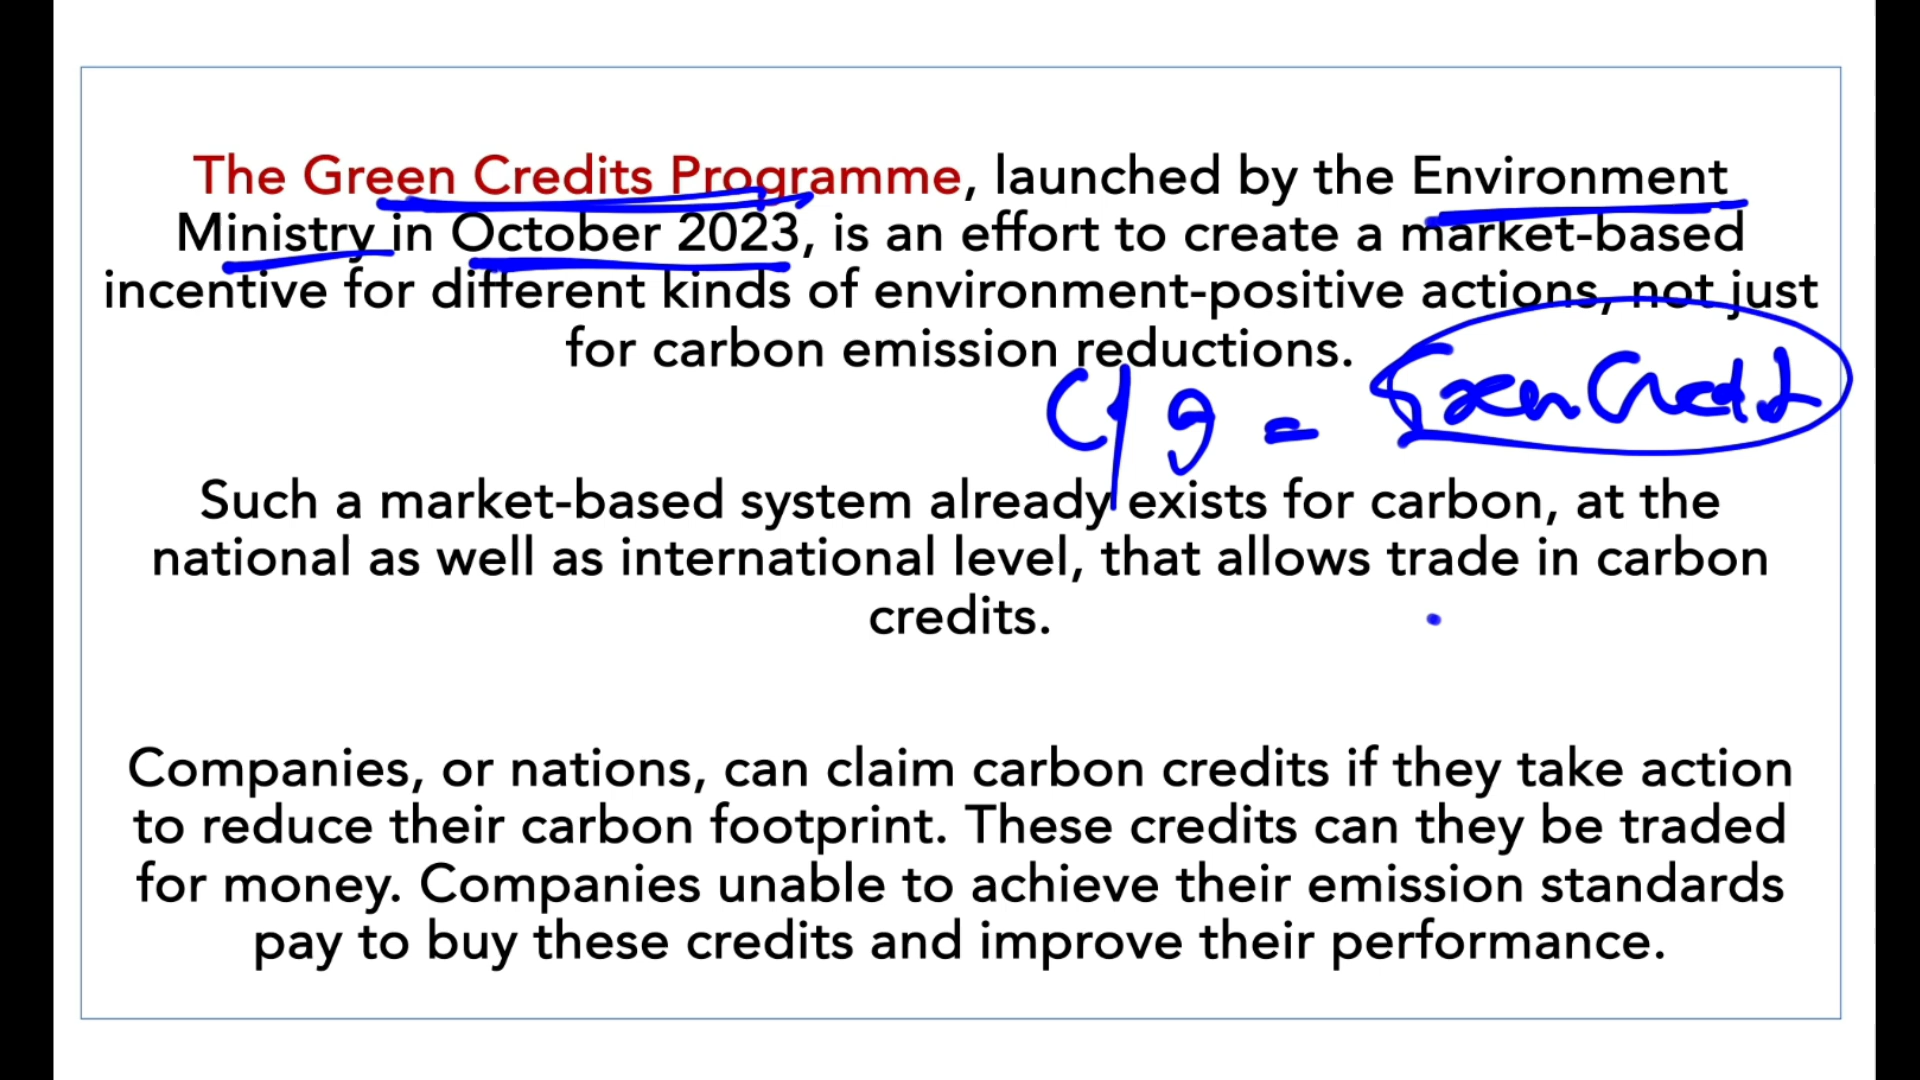 The Green Credits Programme, launched by the Environment
Ministry in October 2023, is an effort to create a market-based
incentive for different kinds of environment-positive actions, not just
for carbon emission reductions.
C/g = Green Credit
Such a market-based system already exists for carbon, at the
national as well as international level, that allows trade in carbon
credits.
Companies, or nations, can claim carbon credits if they take action
to reduce their carbon footprint. These credits can they be traded
for money. Companies unable to achieve their emission standards
pay to buy these credits and improve their performance.